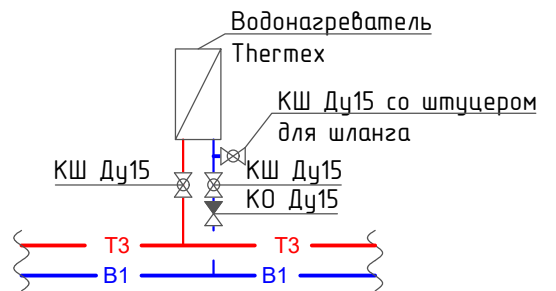 Водонагреватель
Thermex
КШ Ду15 со штуцером
для шланга
КШ Ду15
КШ Ду15
КО Ду15
Т3 Т3
В1 В1